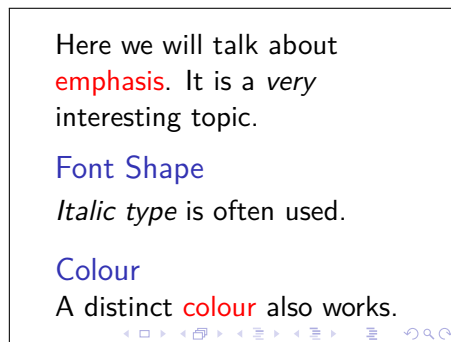 Here we will talk about
emphasis. It is a very
interesting topic.
Font Shape
Italic type is often used.
Colour
A distinct colour also works.